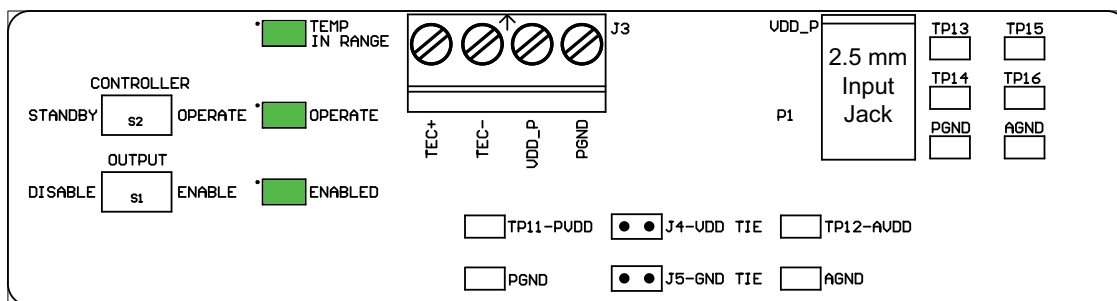 TEMP
IN RANGE
J3
VDD_P
2.5 mm
Input
Jack
P1
TP13
TP15
TP14
TP16
PGND
AGND
CONTROLLER
STANDBY
S2
OPERATE
OPERATE
OUTPUT
DISABLE
S1
ENABLE
ENABLED
TEC+
TEC-
VDD_P
PGND
TP11-PVDD
J4-VDD TIE
TP12-AVDD
PGND
J5-GND TIE
AGND